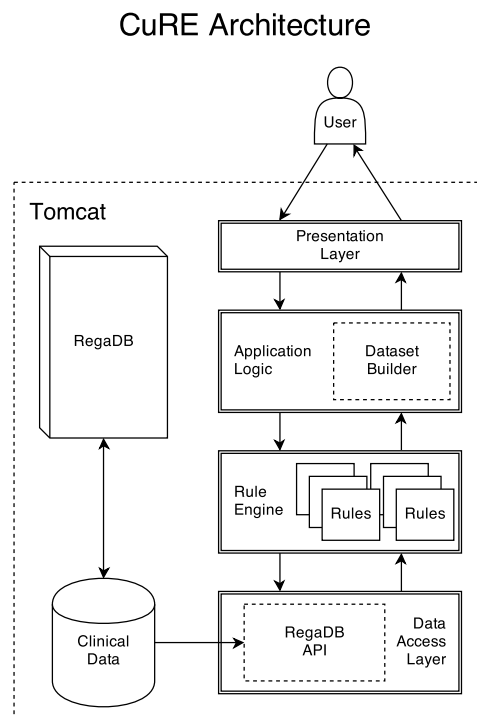 CuRE Architecture
User
Tomcat
Presentation
Layer
RegaDB
Application
Logic
Dataset
Builder
Rule
Engine
Rules
Rules
Clinical
Data
RegaDB
API
Data
Access
Layer